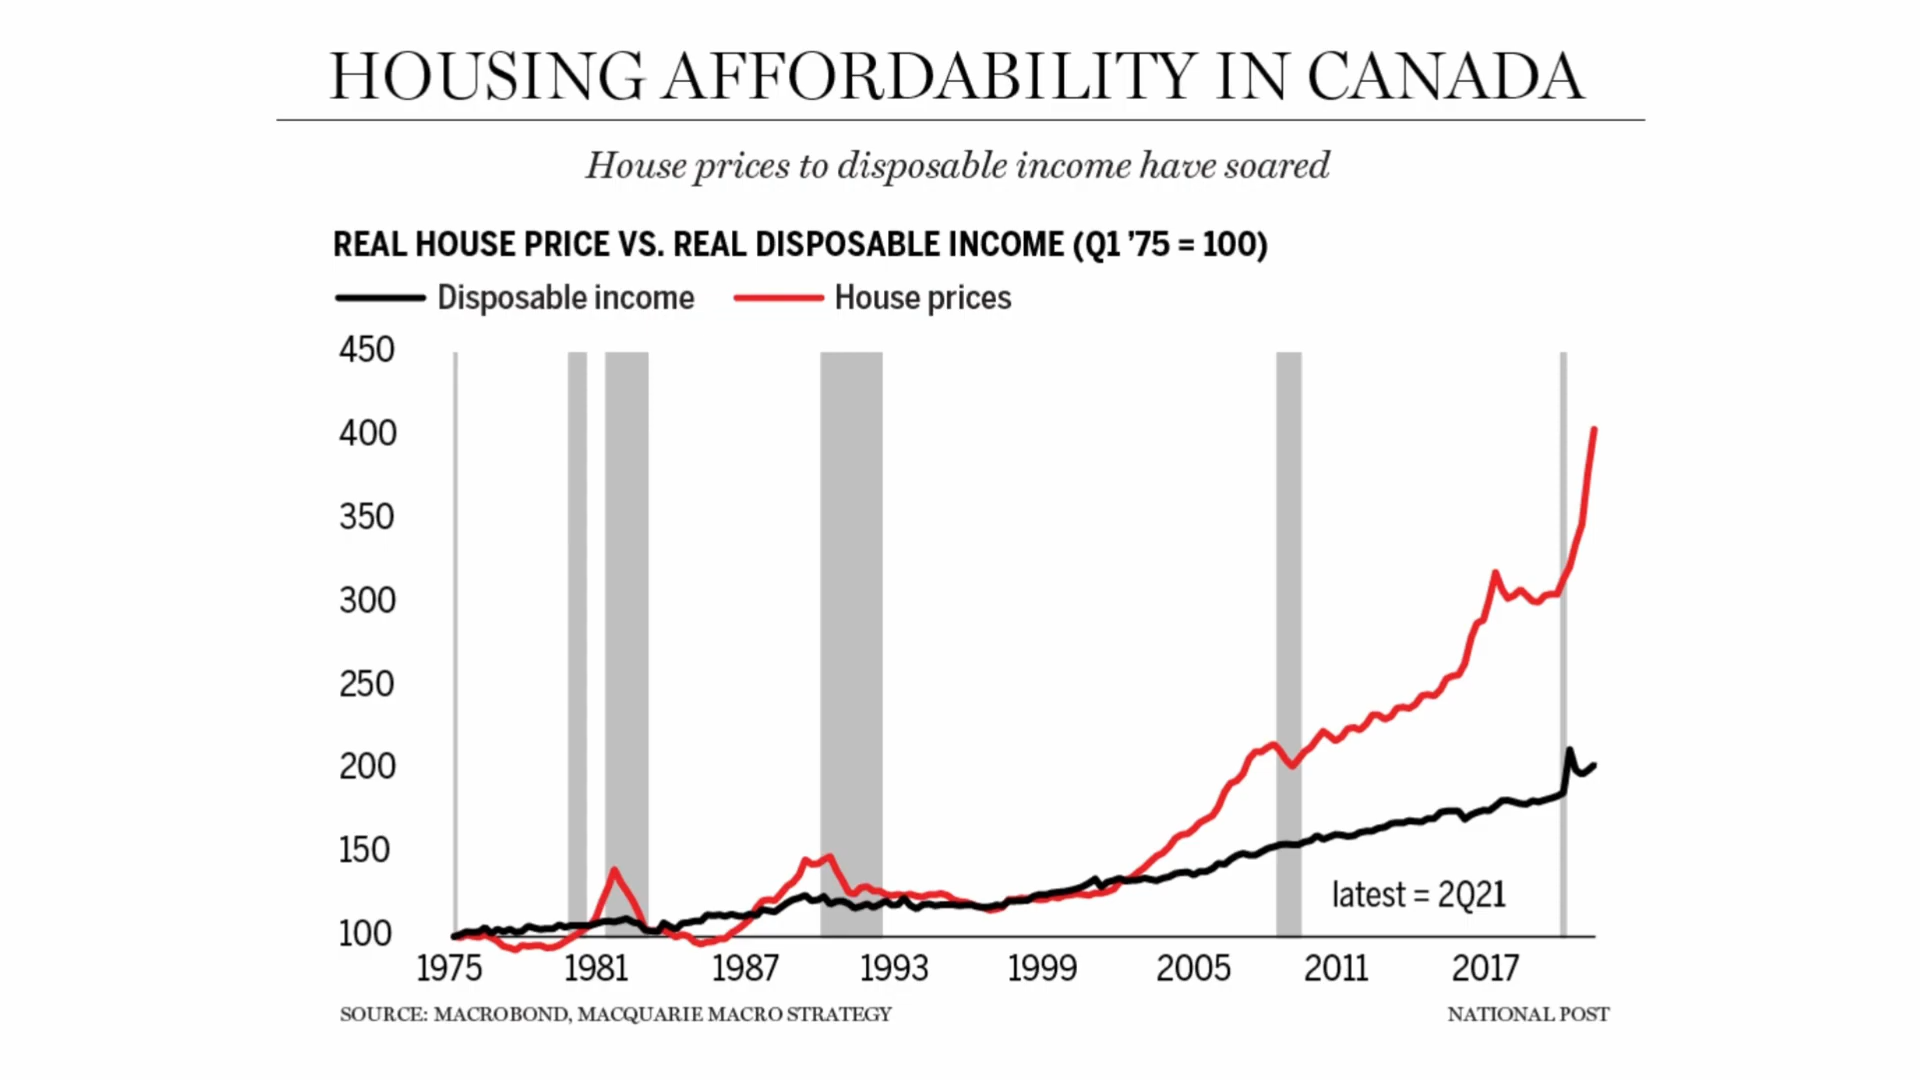 HOUSING AFFORDABILITY IN CANADA
House prices to disposable income have soared
REAL HOUSE PRICE VS. REAL DISPOSABLE INCOME (Q1 ’75 = 100)
Disposable income House prices
450
400
350
300
250
200
150
latest = 2Q21
100
1975 1981 1987 1993 1999 2005 2011 2017
SOURCE: MACROBOND, MACQUARIE MACRO STRATEGY NATIONAL POST